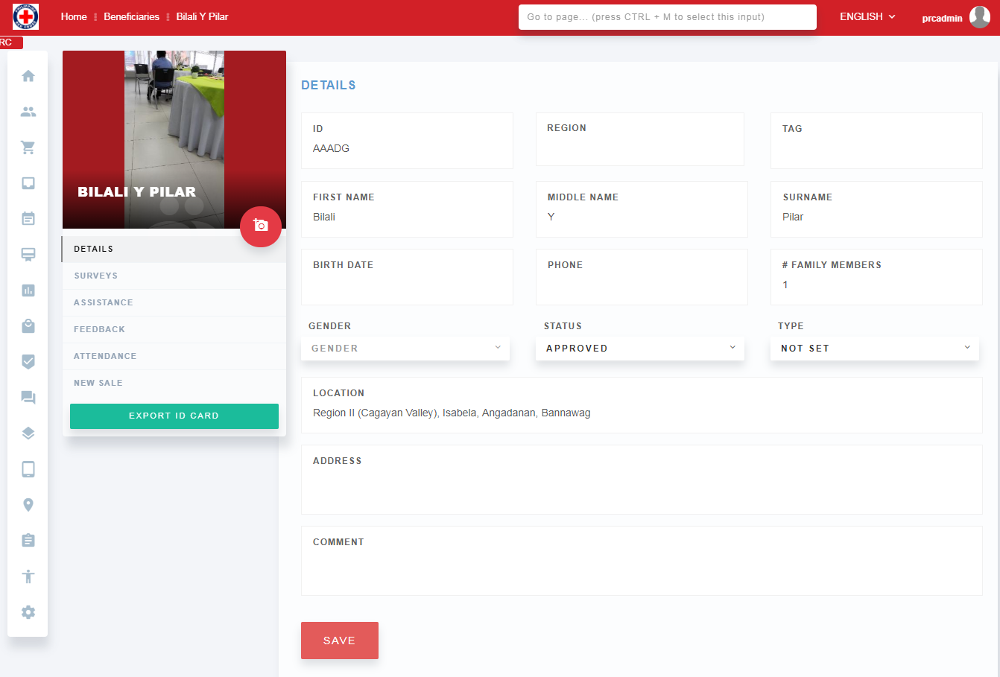 Home Beneficiaries Bilali Y Pilar
Go to page... (press CTRL + M to select this input)
ENGLISH
prcadmin
RC
BILALI Y PILAR
DETAILS
SURVEYS
ASSISTANCE
FEEDBACK
ATTENDANCE
NEW SALE
EXPORT ID CARD
DETAILS
ID
AAADG
REGION
TAG
FIRST NAME
Bilali
MIDDLE NAME
Y
SURNAME
Pilar
BIRTH DATE
PHONE
# FAMILY MEMBERS
1
GENDER
GENDER
STATUS
APPROVED
TYPE
NOT SET
LOCATION
Region II (Cagayan Valley), Isabela, Angadanan, Bannawag
ADDRESS
COMMENT
SAVE